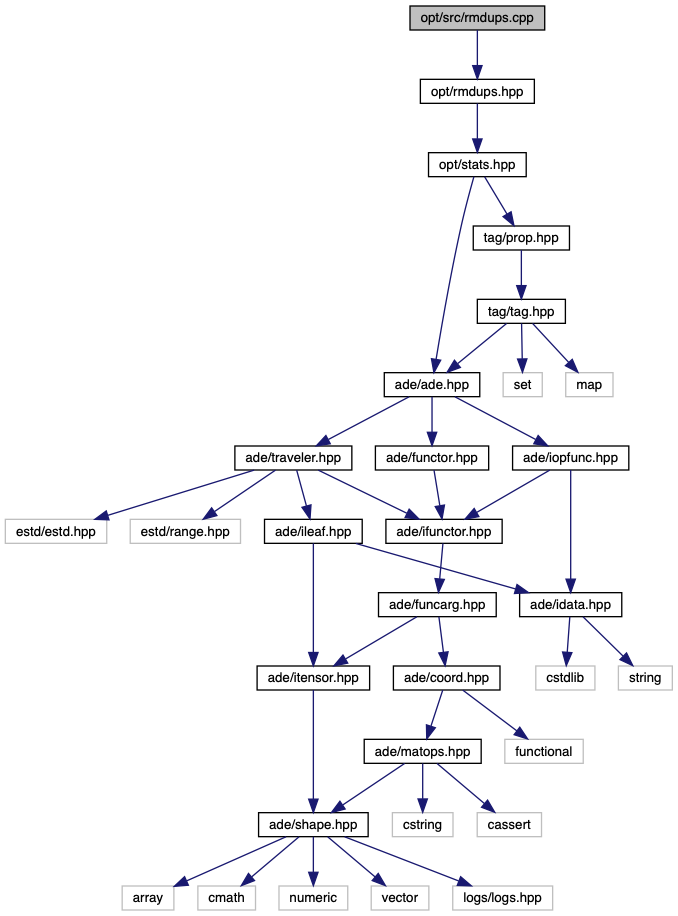 opt/src/rmdups.cpp
opt/rmdups.hpp
opt/stats.hpp
tag/prop.hpp
tag/tag.hpp
ade/ade.hpp
set
map
ade/traveler.hpp
ade/functor.hpp
ade/iopfunc.hpp
estd/estd.hpp
estd/range.hpp
ade/ileaf.hpp
ade/ifunctor.hpp
ade/funcarg.hpp
ade/idata.hpp
ade/itensor.hpp
ade/coord.hpp
cstdlib
string
ade/matops.hpp
functional
ade/shape.hpp
cstring
cassert
array
cmath
numeric
vector
logs/logs.hpp